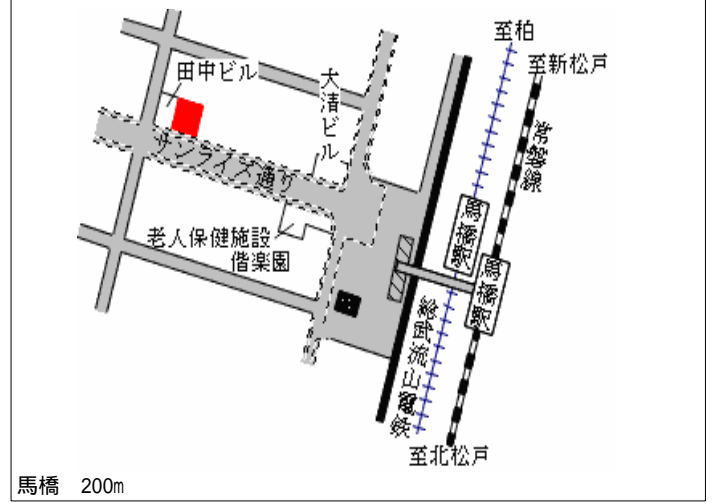 至柏
至新松戸
田中ビル
大清ビル
常磐線
サンライズ通り
馬橋駅
馬橋駅
老人保健施設
偕楽園
総武流山電鉄
至北松戸
馬橋 200m